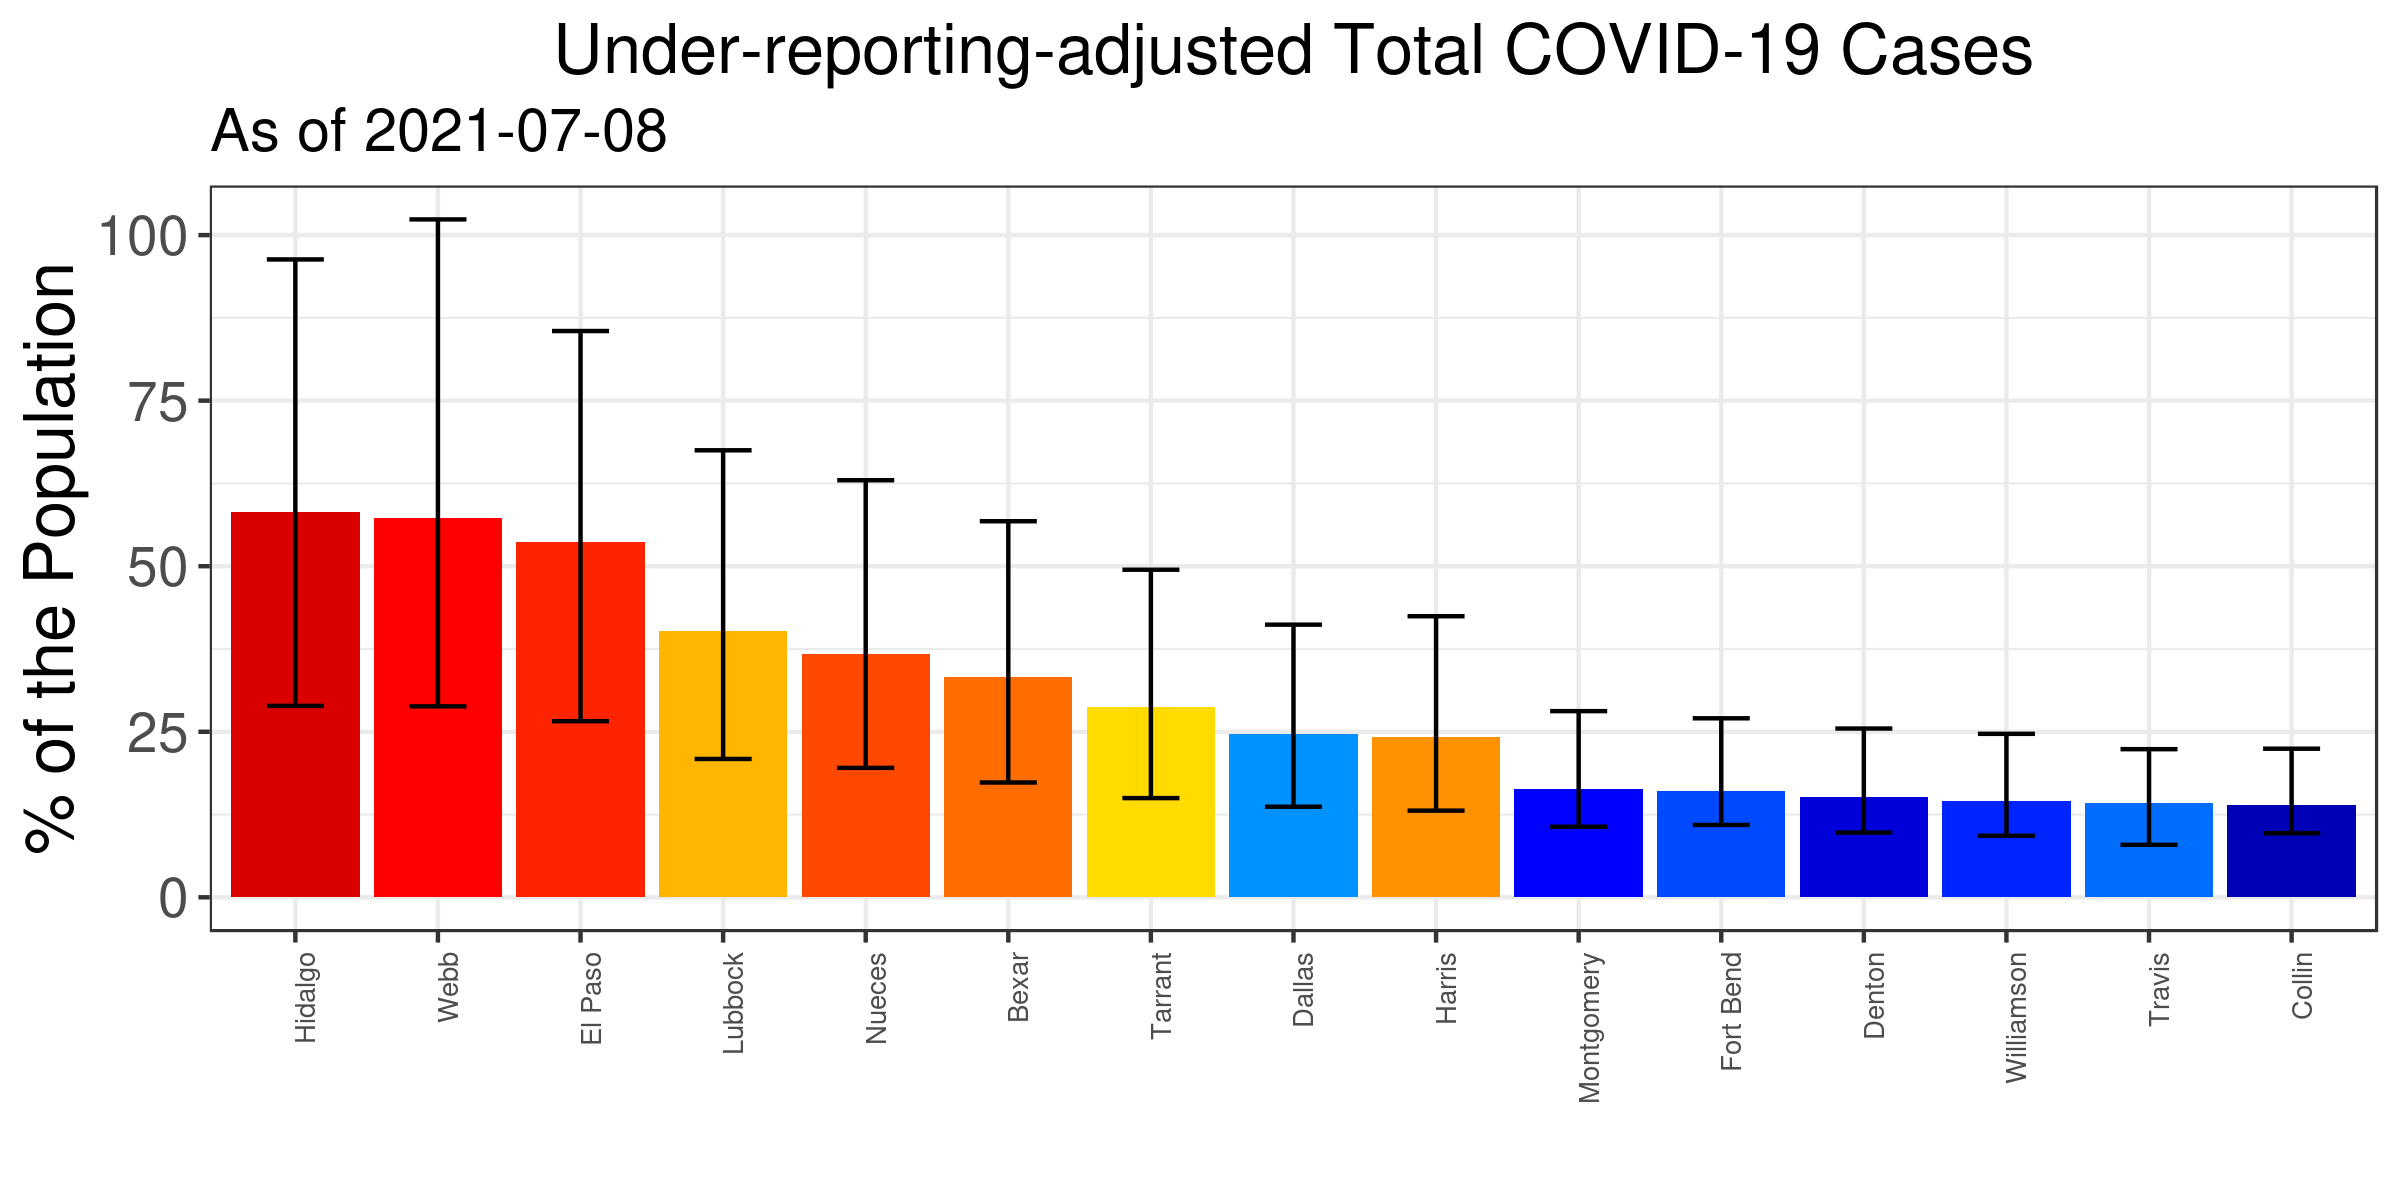 Under-reporting-adjusted Total COVID-19 Cases
As of 2021-07-08
% of the Population
100
75
50
25
0
Hidalgo
Webb
El Paso
Lubbock
Nueces
Bexar
Tarrant
Dallas
Harris
Montgomery
Fort Bend
Denton
Williamson
Travis
Collin